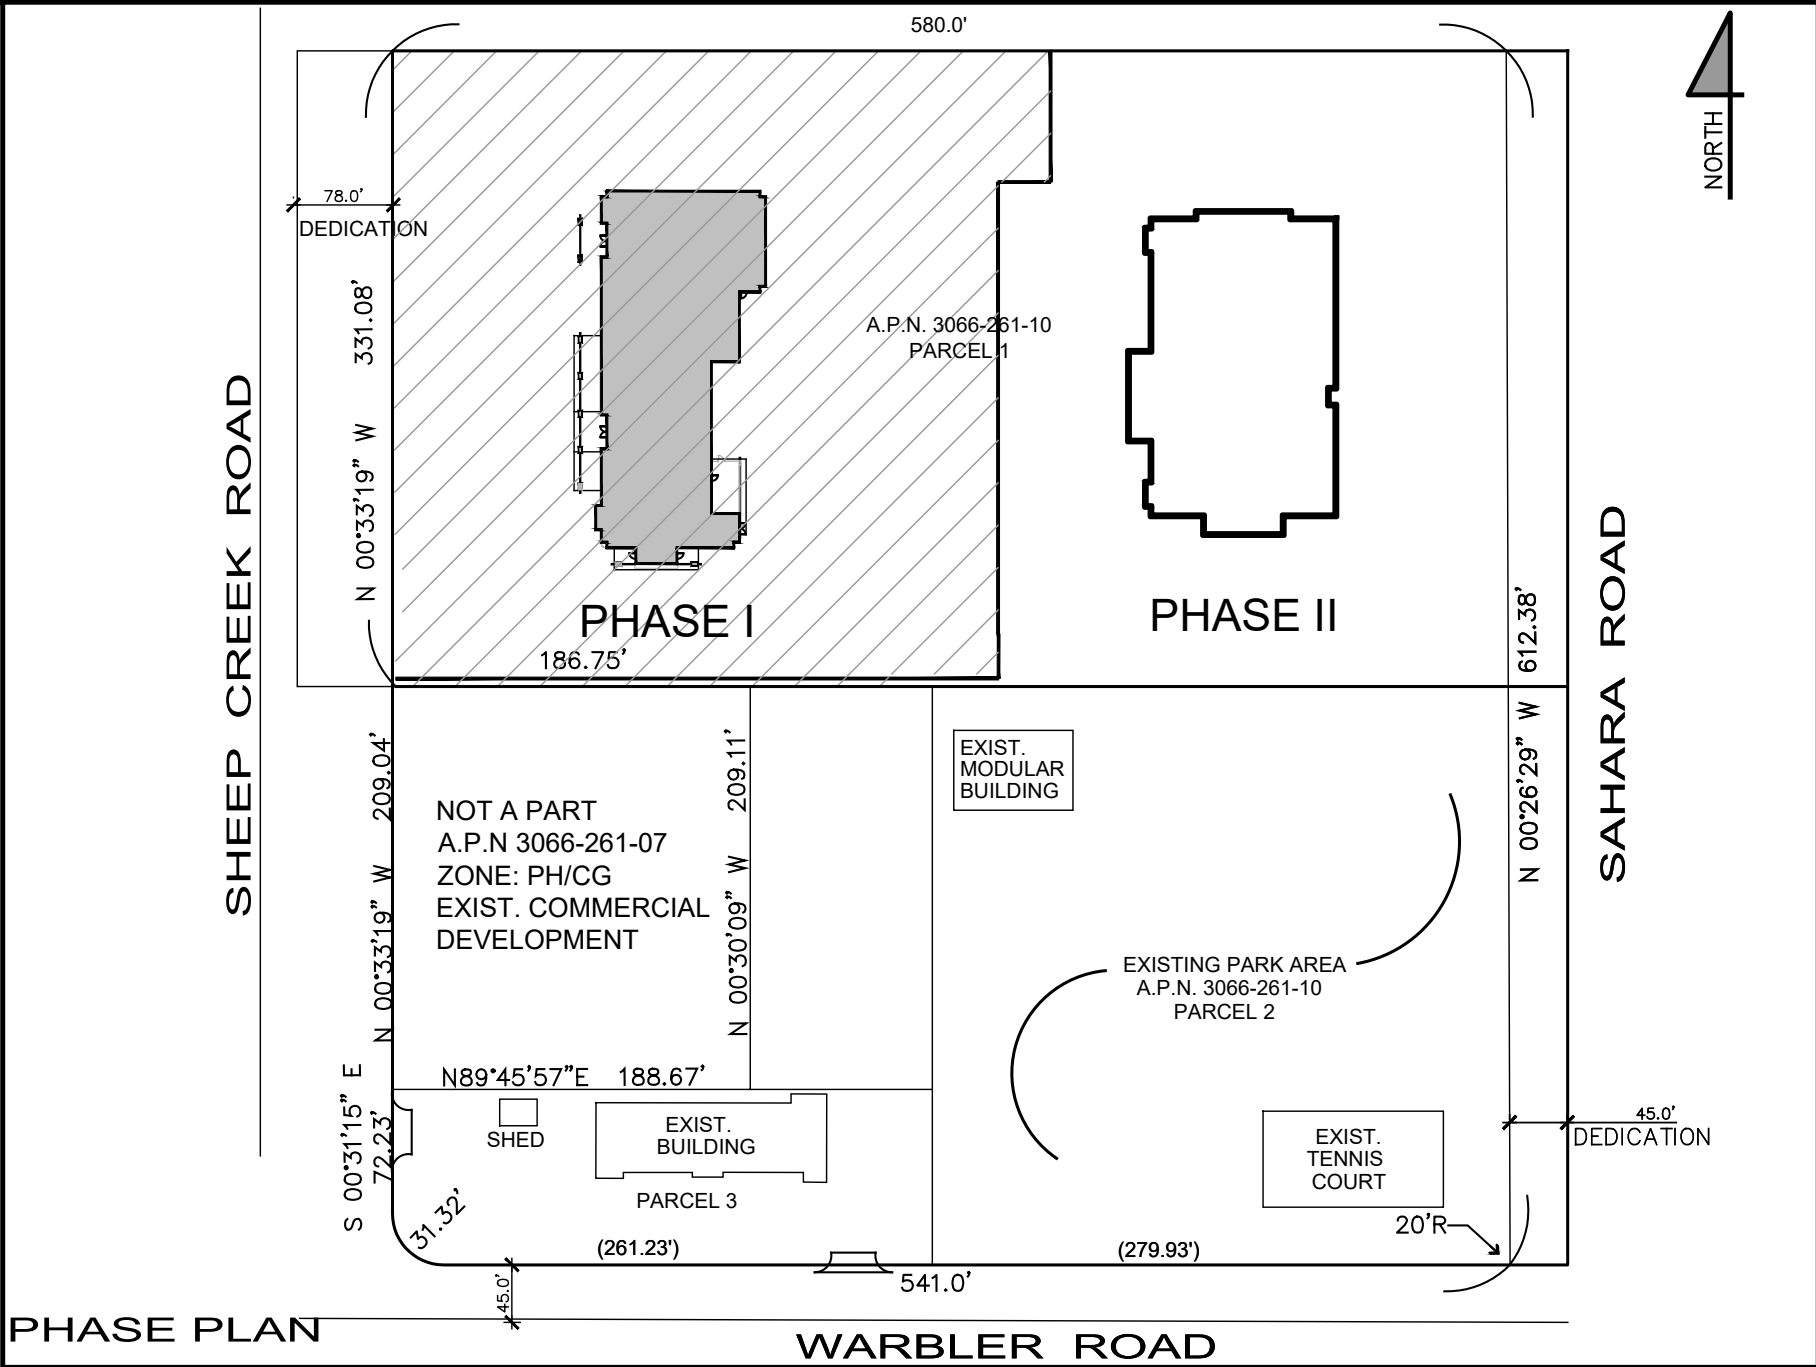 580.0'
NORTH
78.0'
DEDICATION
N 00°33'19" W 331.08'
A.P.N. 3066-261-10
PARCEL 1
SHEEP CREEK ROAD
PHASE I
186.75'
PHASE II
N 00°26'29" W 612.38'
SAHARA ROAD
N 00°33'19" W 209.04'
N 00°30'09" W 209.11'
NOT A PART
A.P.N 3066-261-07
ZONE: PH/CG
EXIST. COMMERCIAL
DEVELOPMENT
EXIST.
MODULAR
BUILDING
EXISTING PARK AREA
A.P.N. 3066-261-10
PARCEL 2
N89°45'57"E 188.67'
S 00°31'15" E
72.23'
SHED
EXIST.
BUILDING
PARCEL 3
EXIST.
TENNIS
COURT
45.0'
DEDICATION
20'R
31.32'
(261.23')
(279.93')
541.0'
45.0'
PHASE PLAN
WARBLER ROAD